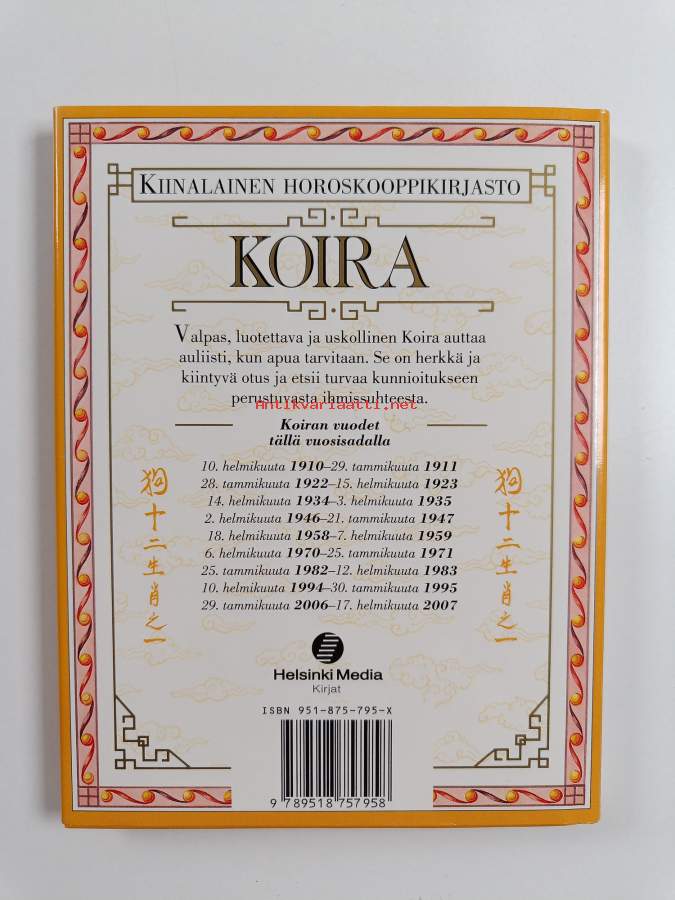 KIINALAINEN HOROSKOOPPIKIRJASTO
KOIRA
Valpas, luotettava ja uskollinen Koira auttaa
auliisti, kun apua tarvitaan. Se on herkkä ja
kiintyvä otus ja etsii turvaa kunnioitukseen
perustuvasta ihmissuhteesta.
Antikvariaatti.net
Koiran vuodet
tällä vuosisadalla
10. helmikuuta 1910–29. tammikuuta 1911
28. tammikuuta 1922–15. helmikuuta 1923
14. helmikuuta 1934–3. helmikuuta 1935
2. helmikuuta 1946–21. tammikuuta 1947
18. helmikuuta 1958–7. helmikuuta 1959
6. helmikuuta 1970–25. tammikuuta 1971
25. tammikuuta 1982–12. helmikuuta 1983
10. helmikuuta 1994–30. tammikuuta 1995
29. tammikuuta 2006–17. helmikuuta 2007
狗十二生肖之一
狗十二生肖之一
Helsinki Media
Kirjat
ISBN 951-875-795-X
9 789518 757958